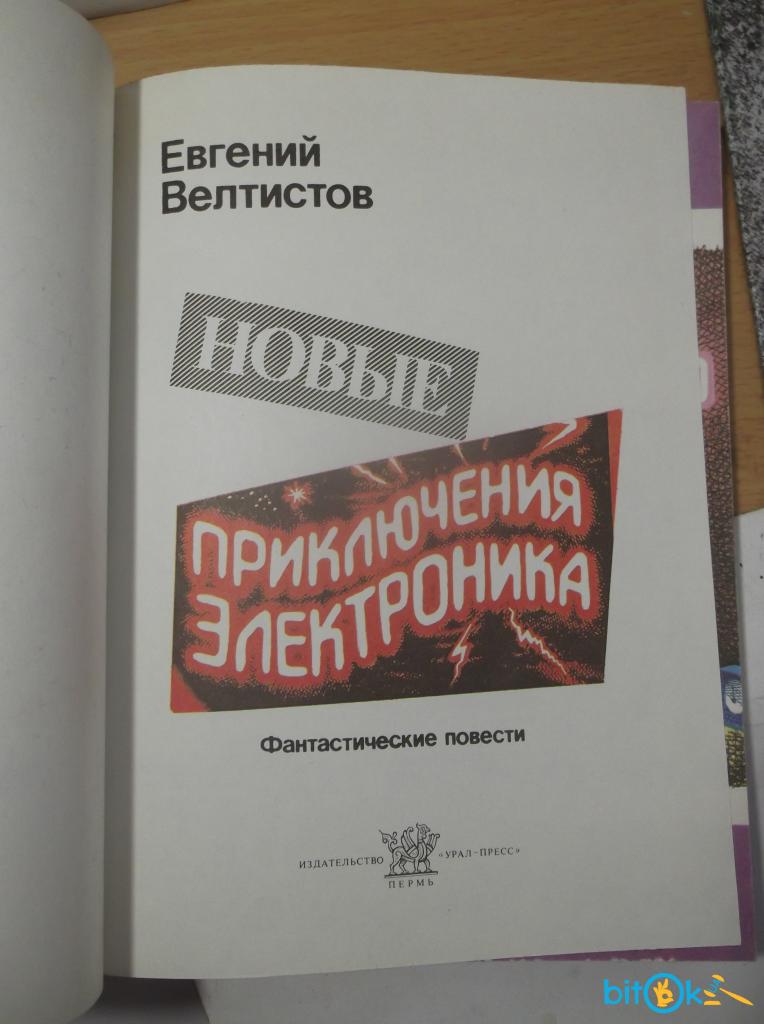 Евгений
Велтистов
НОВЫЕ
ПРИКЛЮЧЕНИЯ
ЭЛЕКТРОНИКА
Фантастические повести
ИЗДАТЕЛЬСТВО «УРАЛ-ПРЕСС»
ПЕРМЬ
bitOk